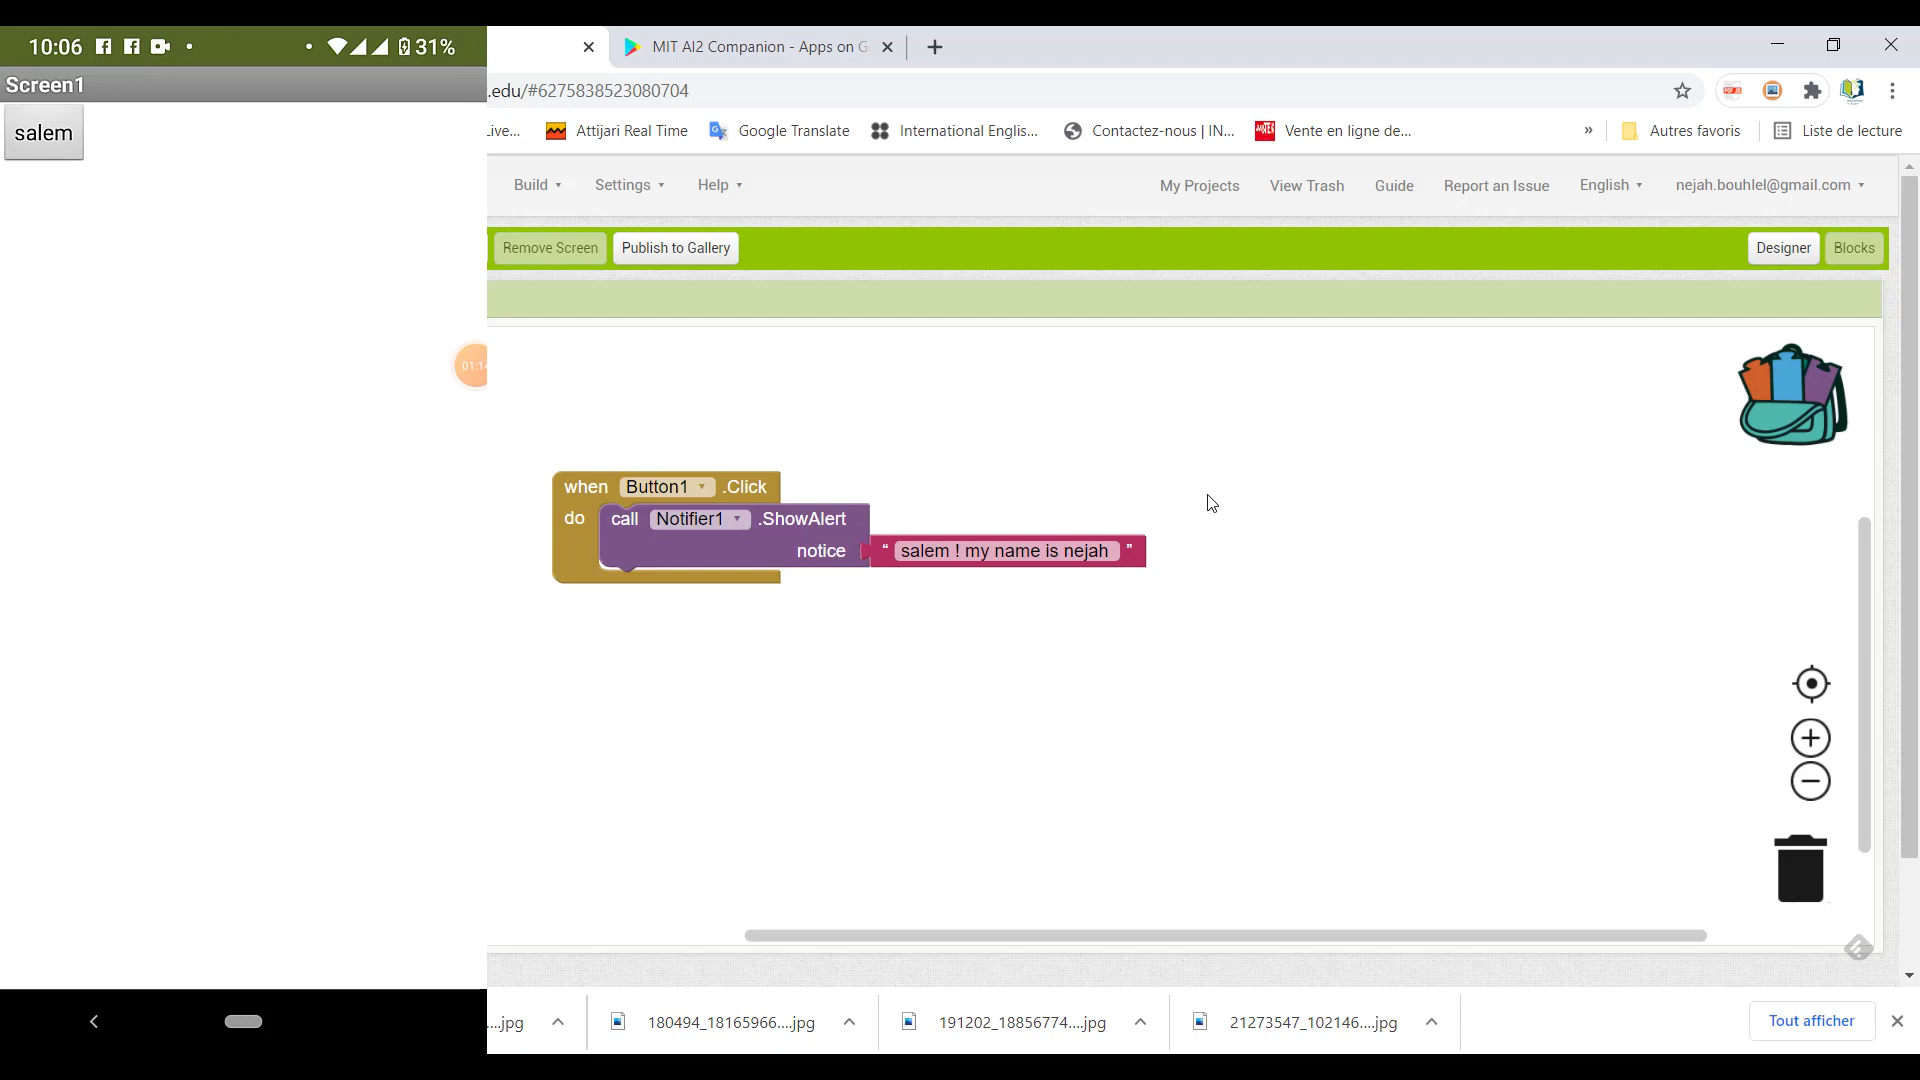 10:06
31%
Screen1
salem
01:14
MIT AI2 Companion - Apps on G
.edu/#6275838523080704
Live...
Attijari Real Time
Google Translate
International Englis...
Contactez-nous | IN...
Vente en ligne de...
»
Autres favoris
Liste de lecture
Build
Settings
Help
My Projects
View Trash
Guide
Report an Issue
English
nejah.bouhlel@gmail.com
Remove Screen
Publish to Gallery
Designer
Blocks
when Button1 .Click
do call Notifier1 .ShowAlert
notice “ salem ! my name is nejah ”
....jpg
180494_18165966....jpg
191202_18856774....jpg
21273547_102146....jpg
Tout afficher